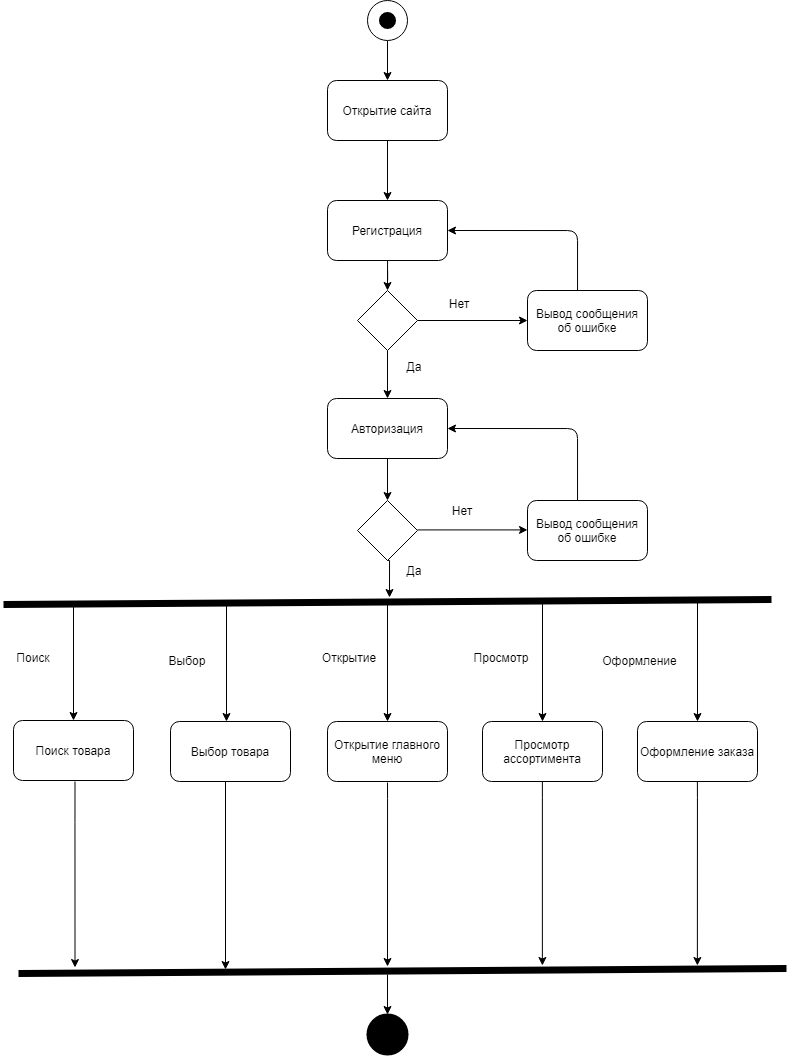 Открытие сайта
Регистрация
Нет
Вывод сообщения
об ошибке
Да
Авторизация
Нет
Вывод сообщения
об ошибке
Да
Поиск
Выбор
Открытие
Просмотр
Оформление
Поиск товара
Выбор товара
Открытие главного
меню
Просмотр
ассортимента
Оформление заказа